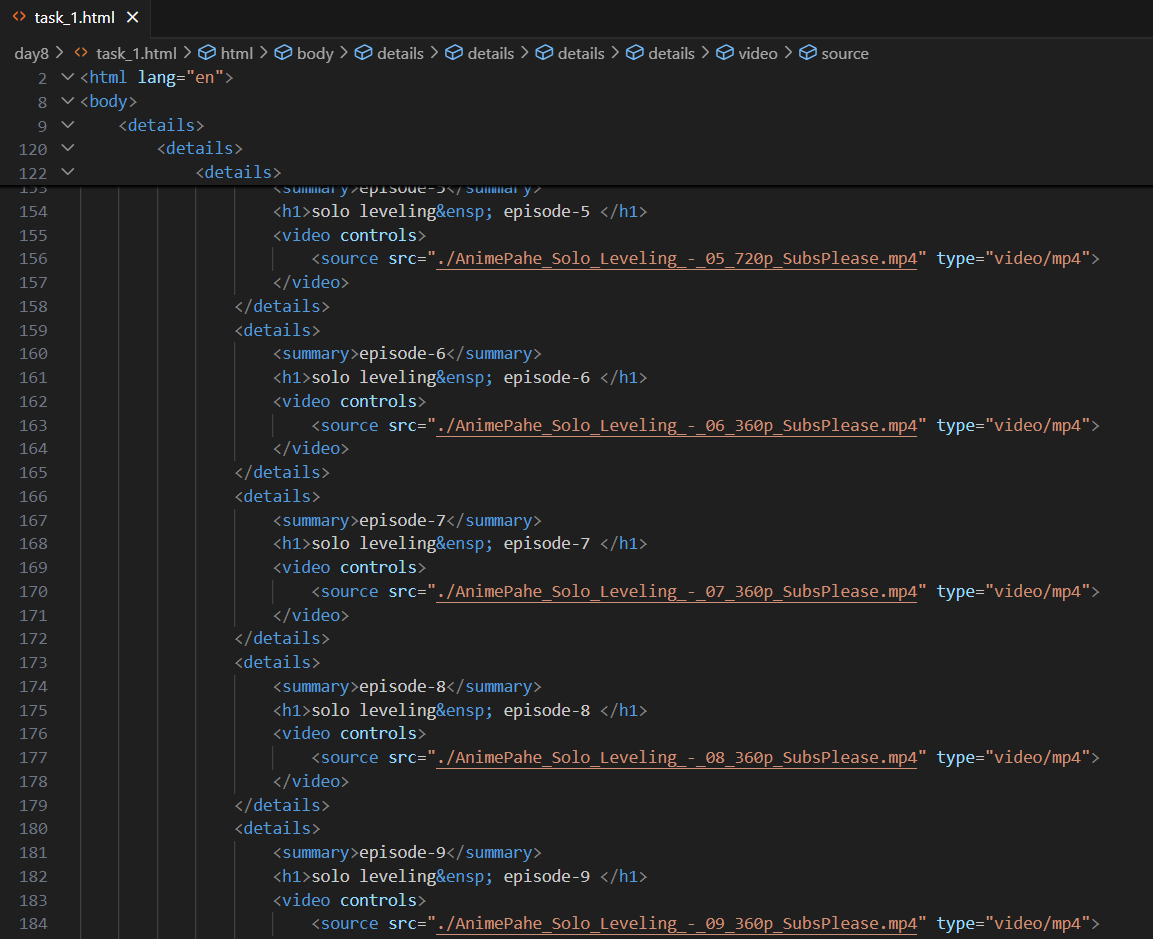 task_1.html
day8 > task_1.html > html > body > details > details > details > details > video > source
2 <html lang="en">
8 <body>
9 <details>
120 <details>
122 <details>
153 <summary>episode-5</summary>
154 <h1>solo leveling&ensp; episode-5 </h1>
155 <video controls>
156 <source src="./AnimePahe_Solo_Leveling_-_05_720p_SubsPlease.mp4" type="video/mp4">
157 </video>
158 </details>
159 <details>
160 <summary>episode-6</summary>
161 <h1>solo leveling&ensp; episode-6 </h1>
162 <video controls>
163 <source src="./AnimePahe_Solo_Leveling_-_06_360p_SubsPlease.mp4" type="video/mp4">
164 </video>
165 </details>
166 <details>
167 <summary>episode-7</summary>
168 <h1>solo leveling&ensp; episode-7 </h1>
169 <video controls>
170 <source src="./AnimePahe_Solo_Leveling_-_07_360p_SubsPlease.mp4" type="video/mp4">
171 </video>
172 </details>
173 <details>
174 <summary>episode-8</summary>
175 <h1>solo leveling&ensp; episode-8 </h1>
176 <video controls>
177 <source src="./AnimePahe_Solo_Leveling_-_08_360p_SubsPlease.mp4" type="video/mp4">
178 </video>
179 </details>
180 <details>
181 <summary>episode-9</summary>
182 <h1>solo leveling&ensp; episode-9 </h1>
183 <video controls>
184 <source src="./AnimePahe_Solo_Leveling_-_09_360p_SubsPlease.mp4" type="video/mp4">